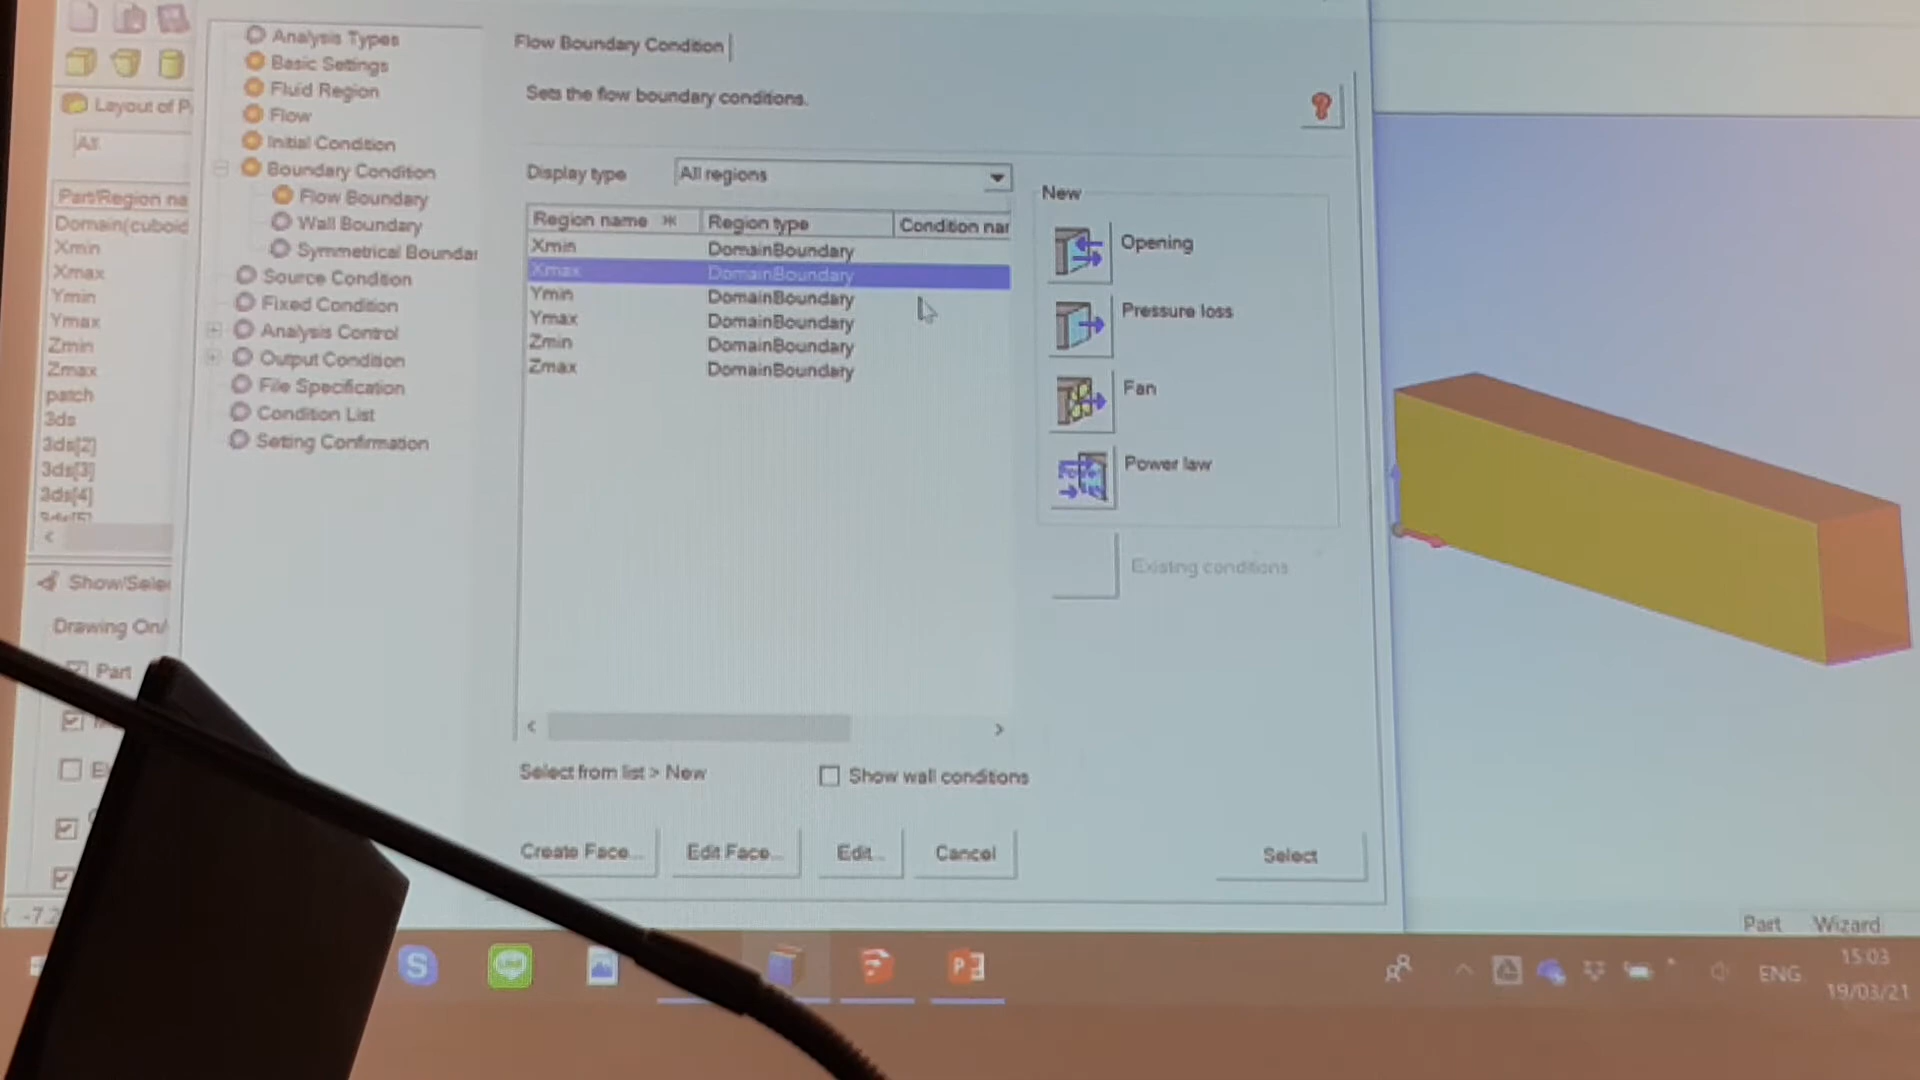 Analysis Types
Basic Settings
Fluid Region
Flow
Initial Condition
Boundary Condition
Flow Boundary
Wall Boundary
Symmetrical Boundar
Source Condition
Fixed Condition
Analysis Control
Output Condition
File Specification
Condition List
Setting Confirmation
Layout of P
All
Part/Region na
Domain(cuboid
Xmin
Xmax
Ymin
Ymax
Zmin
Zmax
patch
3ds
3ds[2]
3ds[3]
3ds[4]
3ds[5]
Show/Selec
Drawing On/
Part
Flow Boundary Condition
Sets the flow boundary conditions.
?
Display type All regions
Region name Region type Condition nar
Xmin DomainBoundary
Xmax DomainBoundary
Ymin DomainBoundary
Ymax DomainBoundary
Zmin DomainBoundary
Zmax DomainBoundary
New
Opening
Pressure loss
Fan
Power law
Existing conditions
Select from list > New
Show wall conditions
Create Face...
Edit Face...
Edit...
Cancel
Select
Part Wizard
ENG
15:03
19/03/21